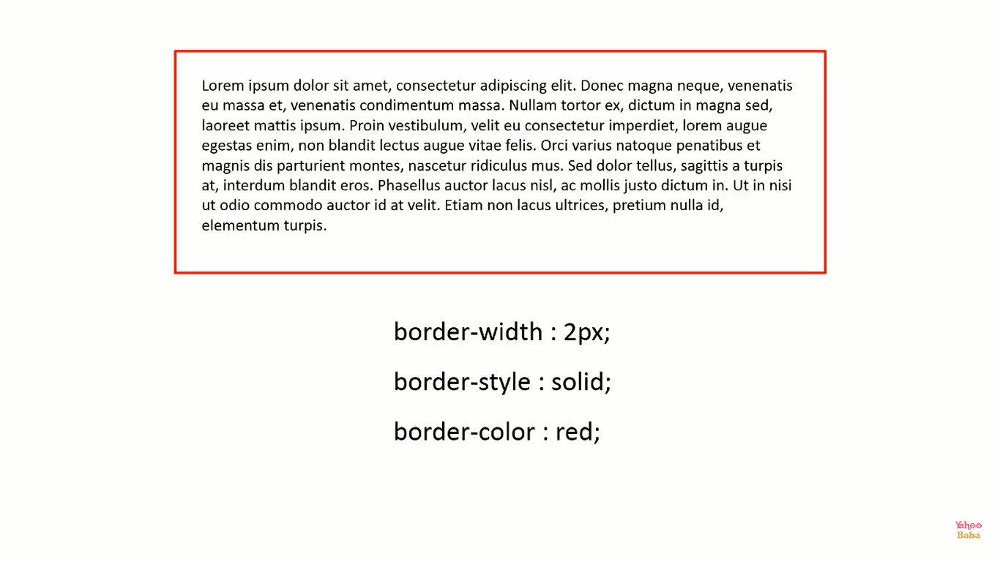 Lorem ipsum dolor sit amet, consectetur adipiscing elit. Donec magna neque, venenatis
eu massa et, venenatis condimentum massa. Nullam tortor ex, dictum in magna sed,
laoreet mattis ipsum. Proin vestibulum, velit eu consectetur imperdiet, lorem augue
egestas enim, non blandit lectus augue vitae felis. Orci varius natoque penatibus et
magnis dis parturient montes, nascetur ridiculus mus. Sed dolor tellus, sagittis a turpis
at, interdum blandit eros. Phasellus auctor lacus nisl, ac mollis justo dictum in. Ut in nisi
ut odio commodo auctor id at velit. Etiam non lacus ultrices, pretium nulla id,
elementum turpis.
border-width : 2px;
border-style : solid;
border-color : red;
Yahoo
Baba